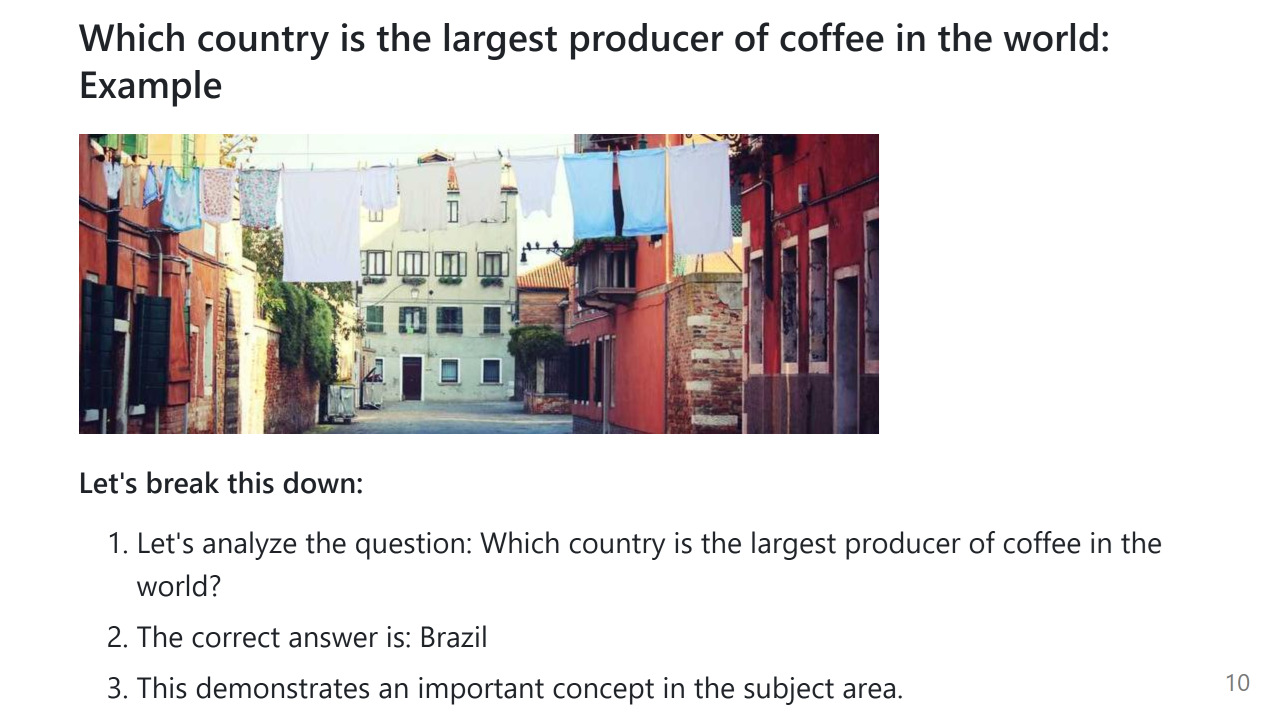 Which country is the largest producer of coffee in the world:
Example
Let's break this down:
1. Let's analyze the question: Which country is the largest producer of coffee in the
world?
2. The correct answer is: Brazil
3. This demonstrates an important concept in the subject area.
10